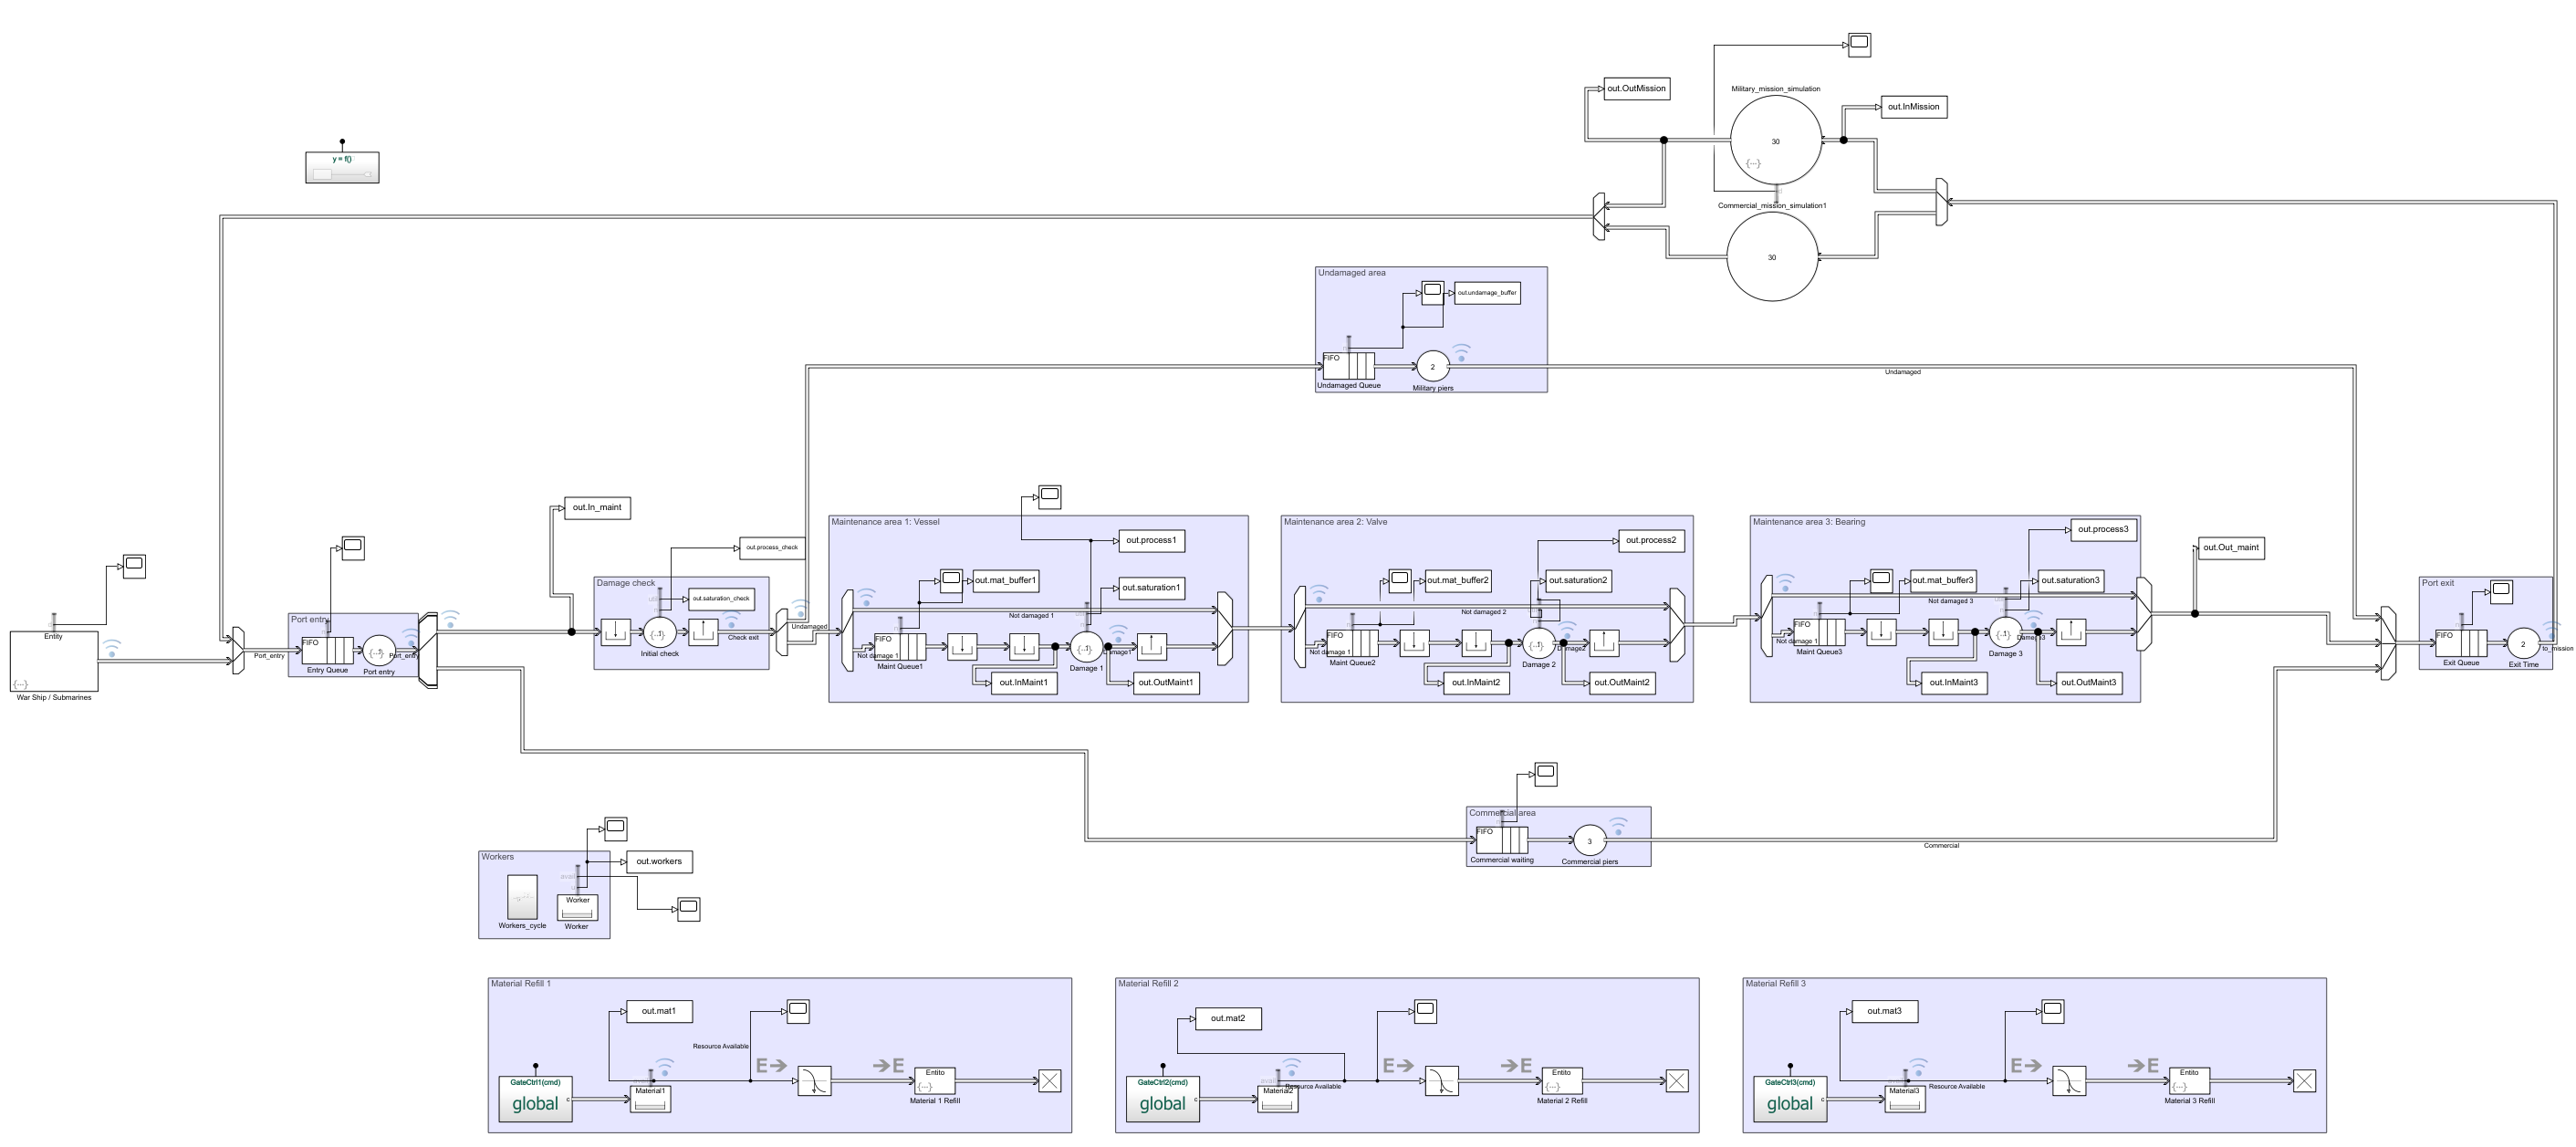 out.OutMission
Military_mission_simulation
out.InMission
30
y = f()
Commercial_mission_simulation1
30
Undamaged area
out.undamage_buffer
FIFO
2
Undamaged Queue
Military piers
Undamaged
out.In_maint
out.process_check
Damage check
out.saturation_check
Initial check
Check exit
Undamaged
Maintenance area 1: Vessel
out.process1
out.mat_buffer1
out.saturation1
Not damaged 1
FIFO
Not damage 1
Maint Queue1
Damage 1
out.InMaint1
out.OutMaint1
Maintenance area 2: Valve
out.process2
out.mat_buffer2
out.saturation2
Not damaged 2
FIFO
Not damage 1
Maint Queue2
Damage 2
Damage2
out.InMaint2
out.OutMaint2
Maintenance area 3: Bearing
out.process3
out.mat_buffer3
out.saturation3
Not damaged 3
FIFO
Not damage 1
Maint Queue3
Damage 3
out.InMaint3
out.OutMaint3
out.Out_maint
Port exit
FIFO
2
Exit Queue
Exit Time
to_mission
Entity
War Ship / Submarines
Port_entry
Port entry
FIFO
Entry Queue
Port entry
Port_entry
Commercial area
FIFO
3
Commercial waiting
Commercial piers
Commercial
Workers
out.workers
Worker
Workers_cycle
Worker
Material Refill 1
out.mat1
Resource Available
E
E
GateCtrl1(cmd)
global
c
Material1
Entito
Material 1 Refill
Material Refill 2
out.mat2
Resource Available
E
E
GateCtrl2(cmd)
global
c
Material2
Entito
Material 2 Refill
Material Refill 3
out.mat3
Resource Available
E
E
GateCtrl3(cmd)
global
c
Material3
Entito
Material 3 Refill